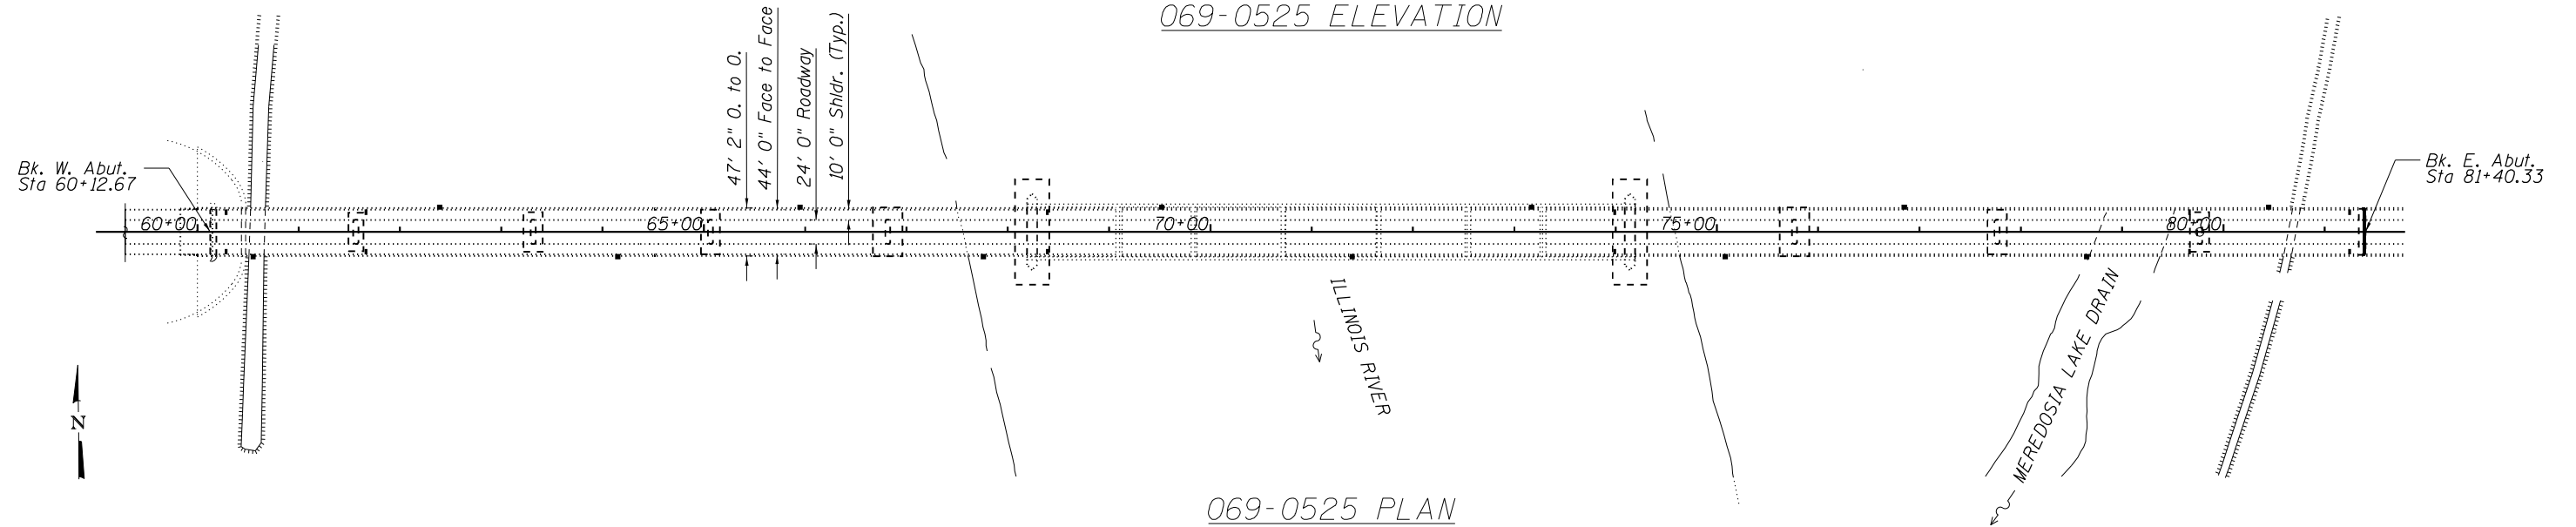 069-0525 ELEVATION
47' 2" O. to O.
44' 0" Face to Face
24' 0" Roadway
10' 0" Shldr. (Typ.)
Bk. W. Abut.
Sta 60+12.67
Bk. E. Abut.
Sta 81+40.33
60+00
65+00
70+00
75+00
80+00
ILLINOIS RIVER
MEREDOSIA LAKE DRAIN
N
069-0525 PLAN